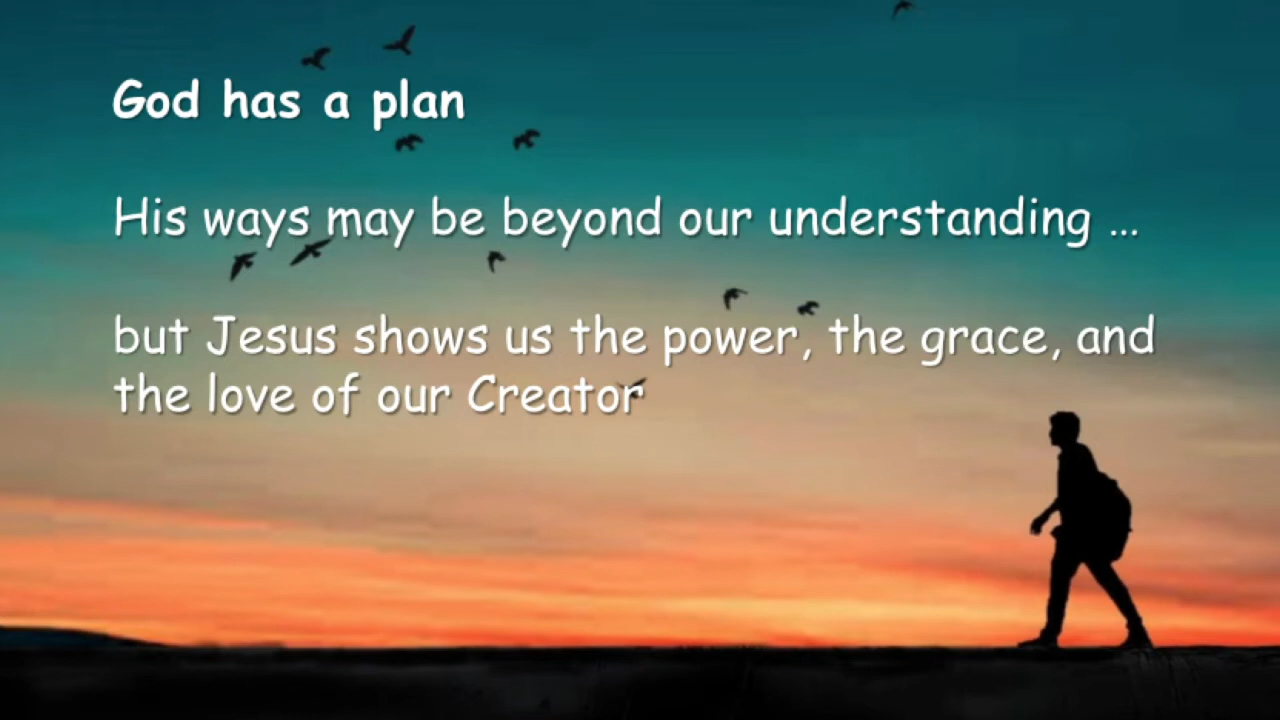 God has a plan
His ways may be beyond our understanding ...
but Jesus shows us the power, the grace, and
the love of our Creator